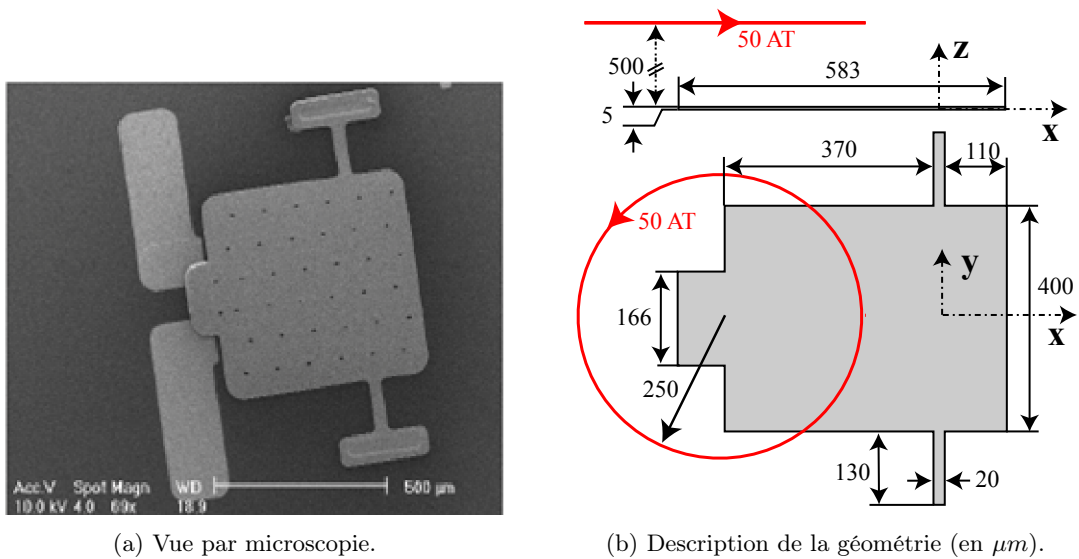 Acc.V Spot Magn WD
10.0 kV 4.0 69x 18.9
500 µm
(a) Vue par microscopie.
50 AT
500
583
z
5
x
370
110
50 AT
y
166
400
x
250
130
20
(b) Description de la géométrie (en µm).